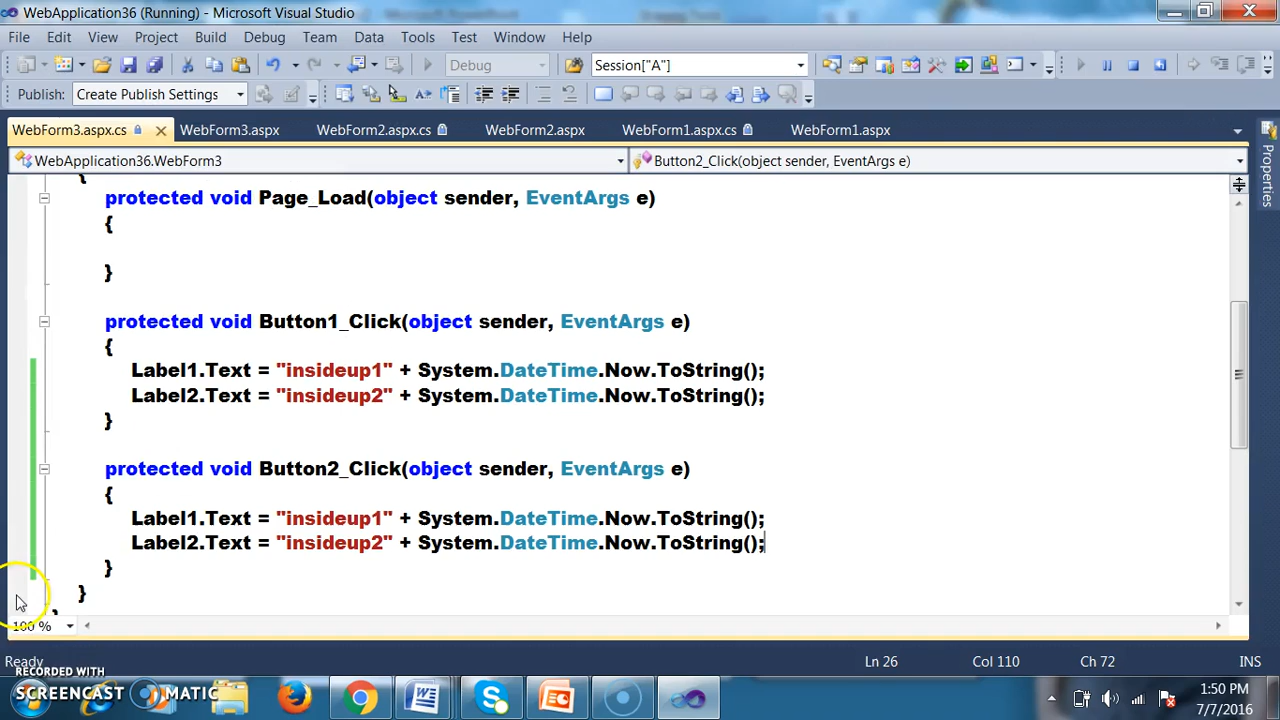 WebApplication36 (Running) - Microsoft Visual Studio
File Edit View Project Build Debug Team Data Tools Test Window Help
Debug Session["A"]
Publish: Create Publish Settings
WebForm3.aspx.cs WebForm3.aspx WebForm2.aspx.cs WebForm2.aspx WebForm1.aspx.cs WebForm1.aspx
WebApplication36.WebForm3 Button2_Click(object sender, EventArgs e)
Properties
{
protected void Page_Load(object sender, EventArgs e)
{
}
protected void Button1_Click(object sender, EventArgs e)
{
Label1.Text = "insideup1" + System.DateTime.Now.ToString();
Label2.Text = "insideup2" + System.DateTime.Now.ToString();
}
protected void Button2_Click(object sender, EventArgs e)
{
Label1.Text = "insideup1" + System.DateTime.Now.ToString();
Label2.Text = "insideup2" + System.DateTime.Now.ToString();
}
}
100 %
Ready Ln 26 Col 110 Ch 72 INS
RECORDED WITH
SCREENCAST MATIC
1:50 PM
7/7/2016